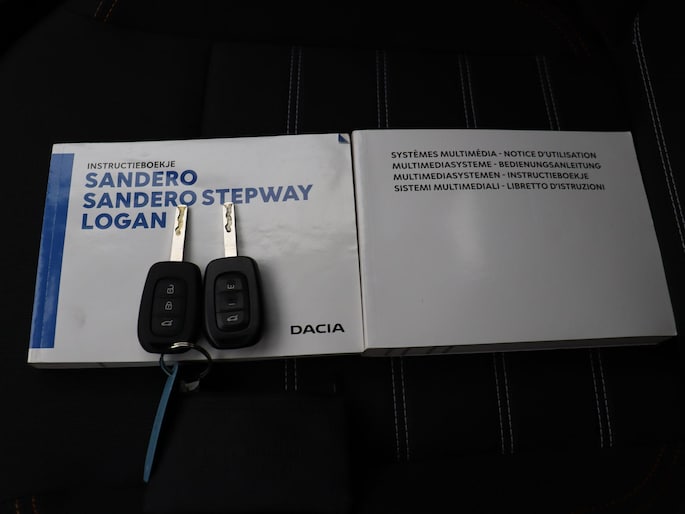 INSTRUCTIEBOEKJE
SANDERO
SANDERO STEPWAY
LOGAN
DACIA
SYSTÈMES MULTIMÉDIA - NOTICE D'UTILISATION
MULTIMEDIASYSTEME - BEDIENUNGSANLEITUNG
MULTIMEDIASYSTEMEN - INSTRUCTIEBOEKJE
SISTEMI MULTIMEDIALI - LIBRETTO D'ISTRUZIONI